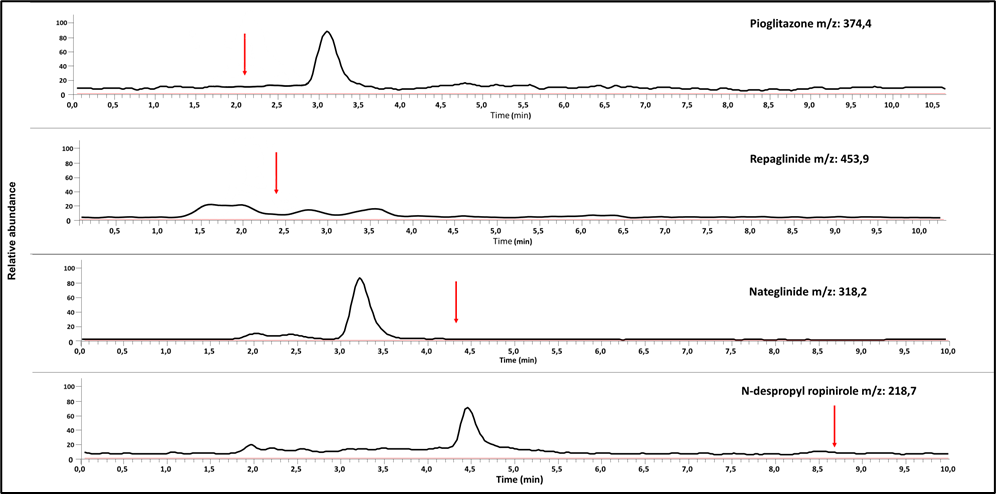 Relative abundance
Pioglitazone m/z: 374,4
100
80
60
40
20
0
0,0 0,5 1,0 1,5 2,0 2,5 3,0 3,5 4,0 4,5 5,0 5,5 6,0 6,5 7,0 7,5 8,0 8,5 9,0 9,5 10,0 10,5
Time (min)
Repaglinide m/z: 453,9
100
80
60
40
20
0
0,5 1,0 1,5 2,0 2,5 3,0 3,5 4,0 4,5 5,0 5,5 6,0 6,5 7,0 7,5 8,0 8,5 9,0 9,5 10,0
Time (min)
Nateglinide m/z: 318,2
100
80
60
40
20
0
0,0 0,5 1,0 1,5 2,0 2,5 3,0 3,5 4,0 4,5 5,0 5,5 6,0 6,5 7,0 7,5 8,0 8,5 9,0 9,5 10,0
Time (min)
N-despropyl ropinirole m/z: 218,7
100
80
60
40
20
0
0,0 0,5 1,0 1,5 2,0 2,5 3,0 3,5 4,0 4,5 5,0 5,5 6,0 6,5 7,0 7,5 8,0 8,5 9,0 9,5 10,0
Time (min)